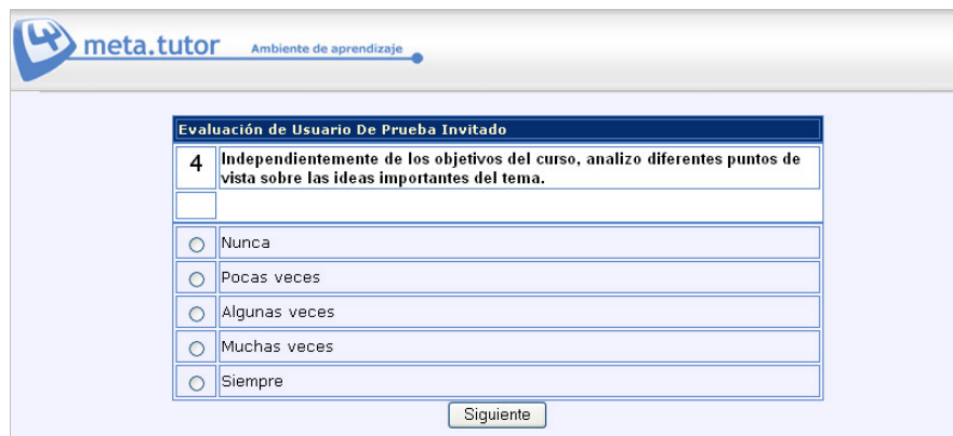 meta.tutor Ambiente de aprendizaje
Evaluación de Usuario De Prueba Invitado
4 Independientemente de los objetivos del curso, analizo diferentes puntos de
vista sobre las ideas importantes del tema.
Nunca
Pocas veces
Algunas veces
Muchas veces
Siempre
Siguiente